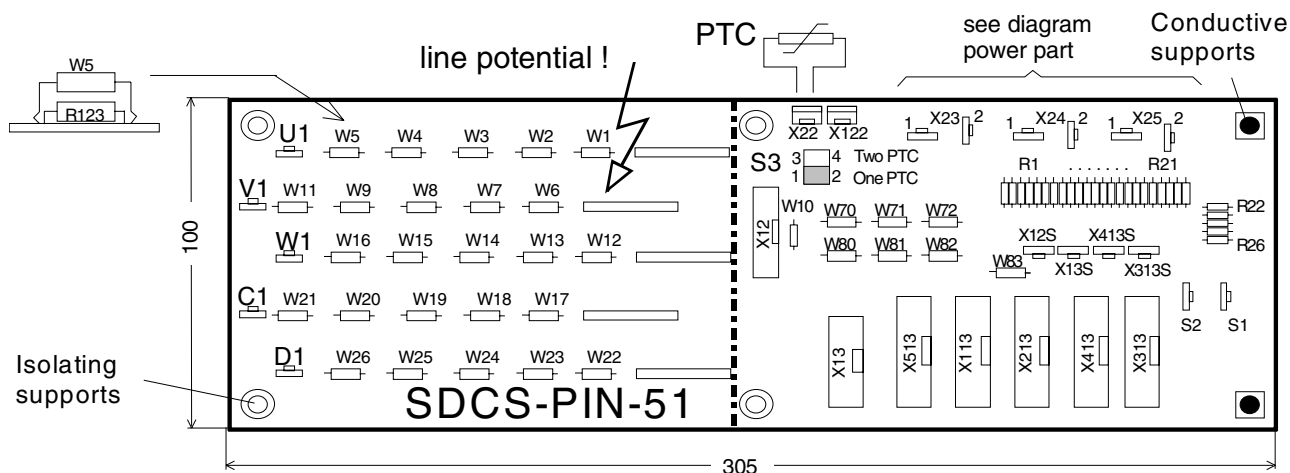 PTC
see diagram
power part
Conductive
supports
line potential !
W5
R123
U1 W5 W4 W3 W2 W1
X22 X122
1 X23 2 1 X24 2 1 X25 2
S3 3 4 Two PTC
1 2 One PTC
R1 ....... R21
V1 W11 W9 W8 W7 W6
X12 W10 W70 W71 W72
R22
R26
W1 W16 W15 W14 W13 W12
W80 W81 W82 W83
X12S X413S
X13S X313S
100
C1 W21 W20 W19 W18 W17
S2 S1
D1 W26 W25 W24 W23 W22
X13 X513 X113 X213 X413 X313
Isolating
supports
SDCS-PIN-51
305